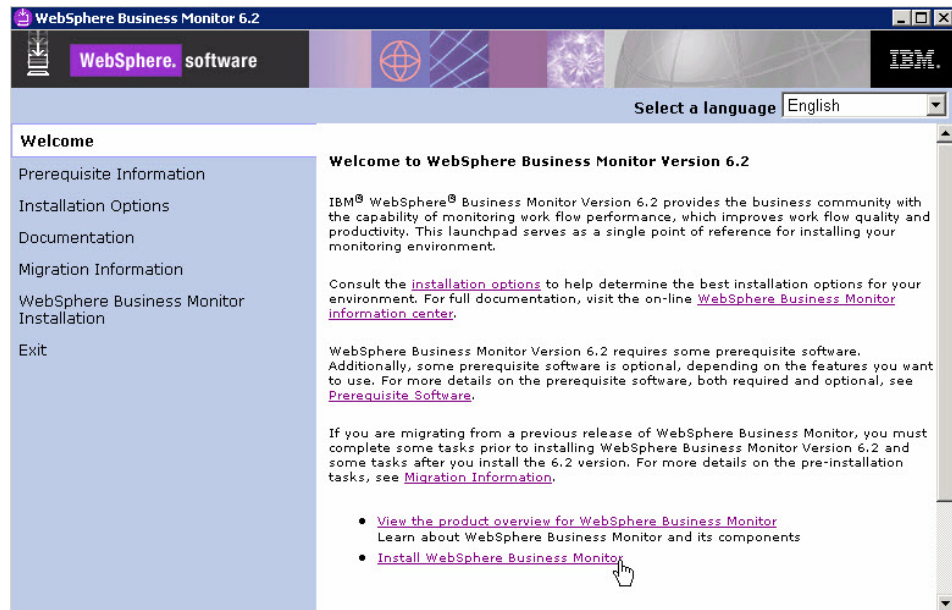 WebSphere Business Monitor 6.2
WebSphere. software
IBM.
Select a language English
Welcome
Prerequisite Information
Installation Options
Documentation
Migration Information
WebSphere Business Monitor
Installation
Exit
Welcome to WebSphere Business Monitor Version 6.2
IBM® WebSphere® Business Monitor Version 6.2 provides the business community with
the capability of monitoring work flow performance, which improves work flow quality and
productivity. This launchpad serves as a single point of reference for installing your
monitoring environment.
Consult the installation options to help determine the best installation options for your
environment. For full documentation, visit the on-line WebSphere Business Monitor
information center.
WebSphere Business Monitor Version 6.2 requires some prerequisite software.
Additionally, some prerequisite software is optional, depending on the features you want
to use. For more details on the prerequisite software, both required and optional, see
Prerequisite Software.
If you are migrating from a previous release of WebSphere Business Monitor, you must
complete some tasks prior to installing WebSphere Business Monitor Version 6.2 and
some tasks after you install the 6.2 version. For more details on the pre-installation
tasks, see Migration Information.
• View the product overview for WebSphere Business Monitor
Learn about WebSphere Business Monitor and its components
• Install WebSphere Business Monitor